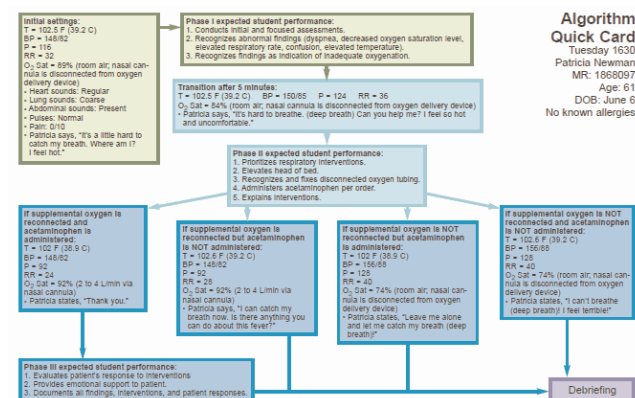 Initial settings:
T = 102.5 F (39.2 C)
BP = 146/82
P = 116
RR = 32
O2 Sat = 89% (room air; nasal can-
nula is disconnected from oxygen
delivery device)
• Heart sounds: Regular
• Lung sounds: Coarse
• Abdominal sounds: Present
• Pulses: Normal
• Pain: 0/10
• Patricia says, "It's a little hard to
catch my breath. Where am I?
I feel hot."
Phase I expected student performance:
1. Conducts initial and focused assessments.
2. Recognizes abnormal findings (dyspnea, decreased oxygen saturation level,
elevated respiratory rate, confusion, elevated temperature).
3. Recognizes findings as indication of inadequate oxygenation.
Algorithm
Quick Card
Tuesday 1630
Patricia Newman
MR: 1868097
Age: 61
DOB: June 6
No known allergies
Transition after 5 minutes:
T = 102.5 F (39.2 C) BP = 150/85 P = 124 RR = 36
O2 Sat = 84% (room air; nasal cannula is disconnected from oxygen delivery device)
• Patricia says, "It's hard to breathe. (deep breath) Can you help me? I feel so hot
and uncomfortable."
Phase II expected student performance:
1. Prioritizes respiratory interventions.
2. Elevates head of bed.
3. Recognizes and fixes disconnected oxygen tubing.
4. Administers acetaminophen per order.
5. Explains interventions.
If supplemental oxygen is
reconnected and
acetaminophen is
administered:
T = 102 F (38.9 C)
BP = 146/82
P = 92
RR = 24
O2 Sat = 92% (2 to 4 L/min via
nasal cannula)
• Patricia states, "Thank you."
If supplemental oxygen is
reconnected but acetaminophen
is NOT administered:
T = 102.6 F (39.2 C)
BP = 146/82
P = 92
RR = 28
O2 Sat = 92% (2 to 4 L/min via
nasal cannula)
• Patricia says, "I can catch my
breath now. Is there anything you
can do about this fever?"
If supplemental oxygen is NOT
reconnected but acetaminophen
is administered:
T = 102 F (38.9 C)
BP = 156/88
P = 128
RR = 40
O2 Sat = 74% (room air; nasal can-
nula is disconnected from oxygen
delivery device)
• Patricia states, "Leave me alone
and let me catch my breath (deep
breath)!"
If supplemental oxygen is NOT
reconnected and acetaminophen
is NOT administered:
T = 102.6 F (39.2 C)
BP = 156/88
P = 128
RR = 40
O2 Sat = 74% (room air; nasal can-
nula is disconnected from oxygen
delivery device)
• Patricia states, "I can't breathe
(deep breath)! I feel terrible!"
Phase III expected student performance:
1. Evaluates patient's response to interventions
2. Provides emotional support to patient.
3. Documents all findings, interventions, and patient responses.
Debriefing